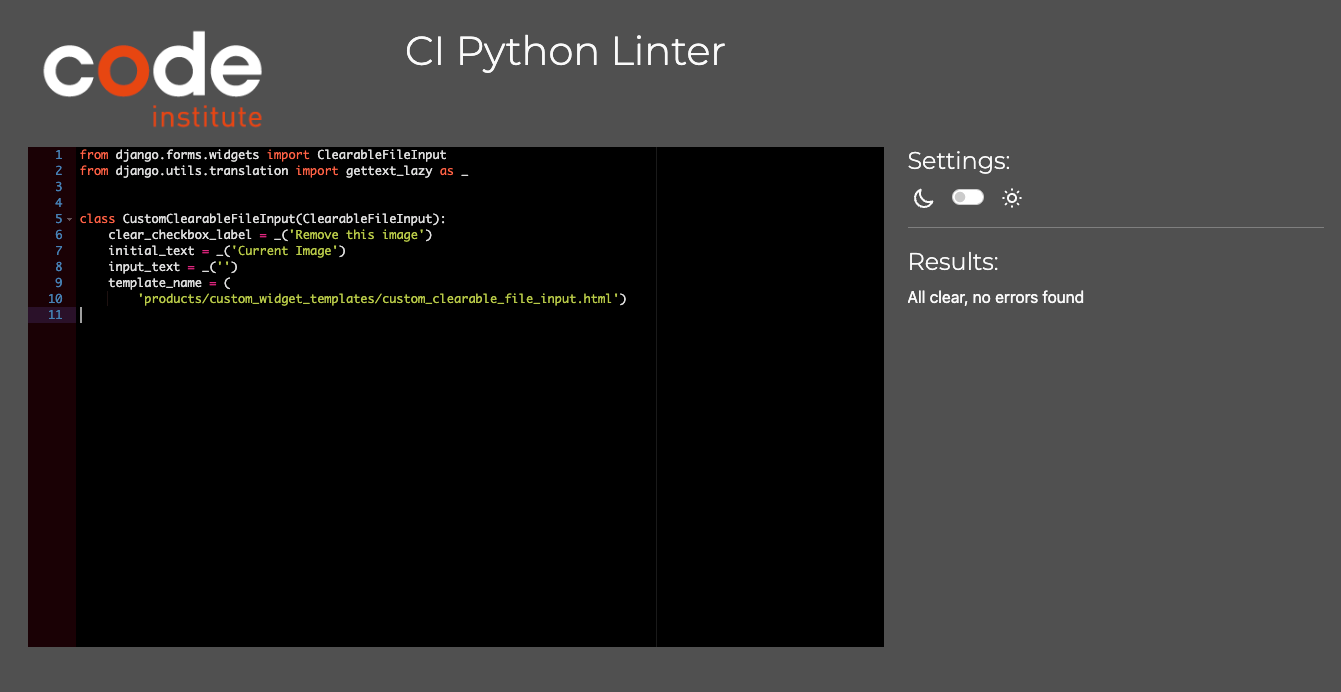 code
institute
CI Python Linter
1 from django.forms.widgets import ClearableFileInput
2 from django.utils.translation import gettext_lazy as _
3
4
5 class CustomClearableFileInput(ClearableFileInput):
6     clear_checkbox_label = _('Remove this image')
7     initial_text = _('Current Image')
8     input_text = _('')
9     template_name = (
10         'products/custom_widget_templates/custom_clearable_file_input.html')
11
Settings:
Results:
All clear, no errors found